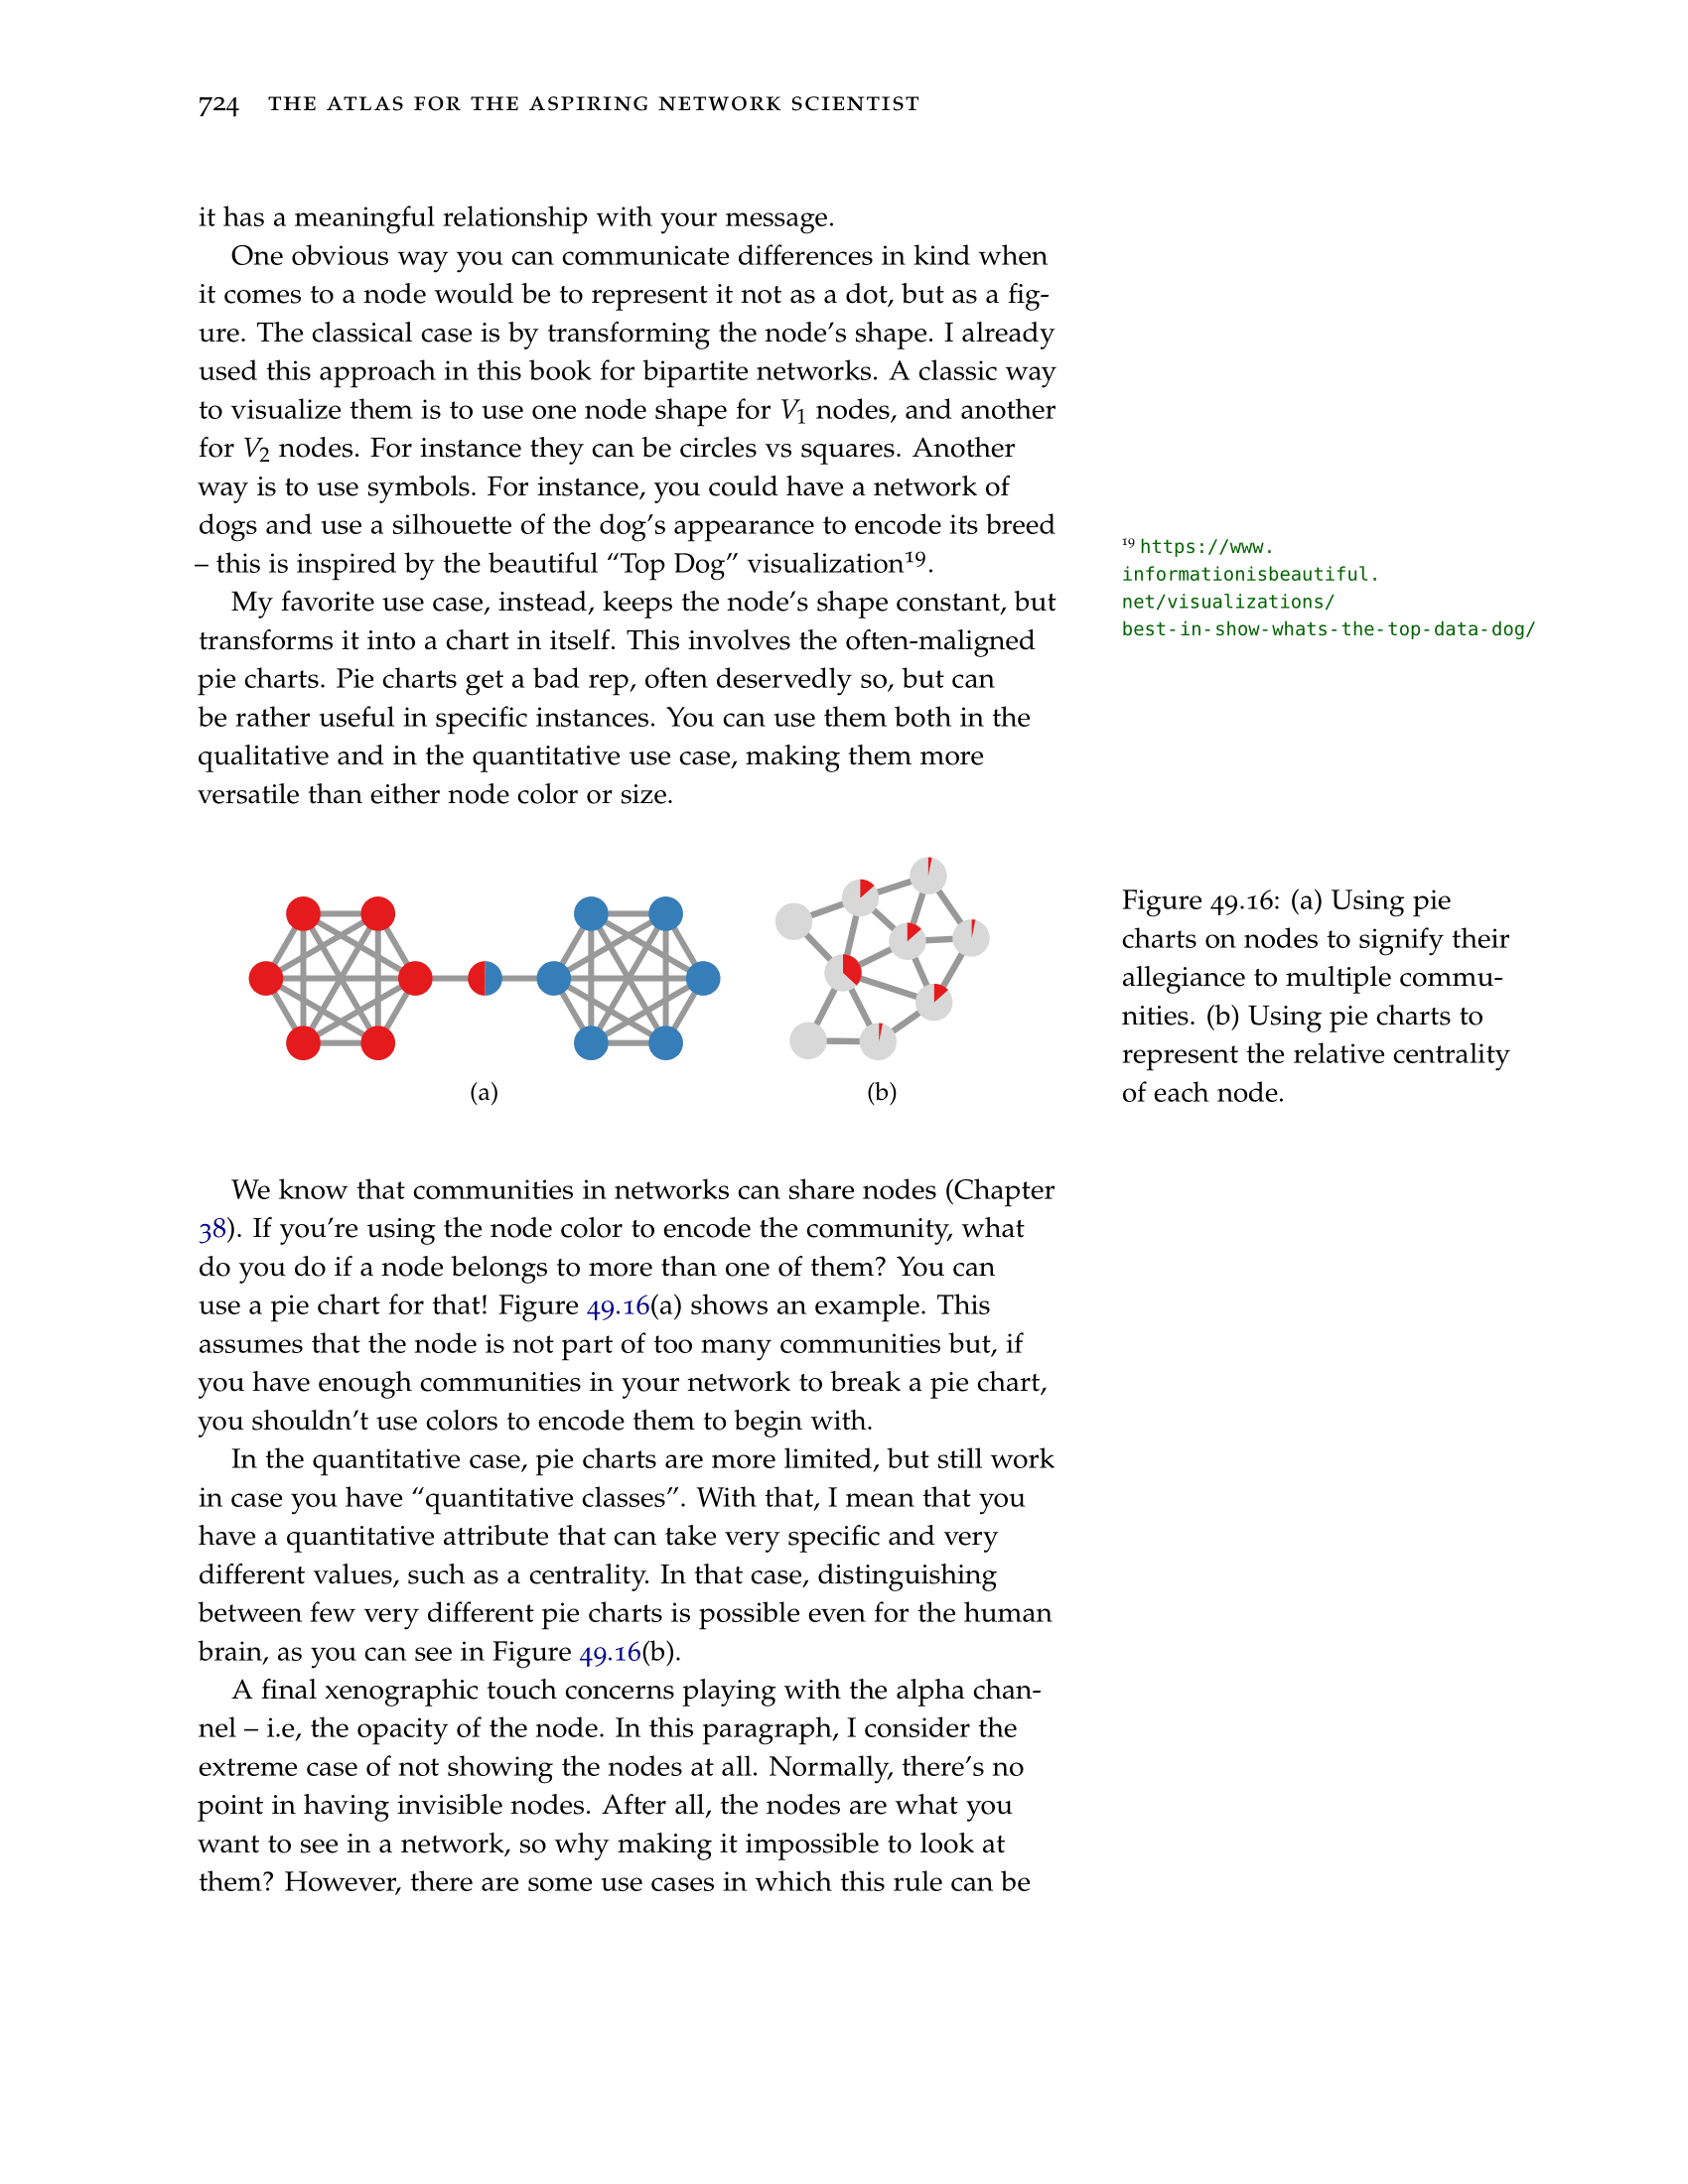 724 THE ATLAS FOR THE ASPIRING NETWORK SCIENTIST
it has a meaningful relationship with your message.
One obvious way you can communicate differences in kind when
it comes to a node would be to represent it not as a dot, but as a fig-
ure. The classical case is by transforming the node's shape. I already
used this approach in this book for bipartite networks. A classic way
to visualize them is to use one node shape for V1 nodes, and another
for V2 nodes. For instance they can be circles vs squares. Another
way is to use symbols. For instance, you could have a network of
dogs and use a silhouette of the dog's appearance to encode its breed
– this is inspired by the beautiful “Top Dog” visualization19.
19 https://www.
informationisbeautiful.
net/visualizations/
best-in-show-whats-the-top-data-dog/
My favorite use case, instead, keeps the node's shape constant, but
transforms it into a chart in itself. This involves the often-maligned
pie charts. Pie charts get a bad rep, often deservedly so, but can
be rather useful in specific instances. You can use them both in the
qualitative and in the quantitative use case, making them more
versatile than either node color or size.
(a)
(b)
Figure 49.16: (a) Using pie
charts on nodes to signify their
allegiance to multiple commu-
nities. (b) Using pie charts to
represent the relative centrality
of each node.
We know that communities in networks can share nodes (Chapter
38). If you're using the node color to encode the community, what
do you do if a node belongs to more than one of them? You can
use a pie chart for that! Figure 49.16(a) shows an example. This
assumes that the node is not part of too many communities but, if
you have enough communities in your network to break a pie chart,
you shouldn't use colors to encode them to begin with.
In the quantitative case, pie charts are more limited, but still work
in case you have “quantitative classes”. With that, I mean that you
have a quantitative attribute that can take very specific and very
different values, such as a centrality. In that case, distinguishing
between few very different pie charts is possible even for the human
brain, as you can see in Figure 49.16(b).
A final xenographic touch concerns playing with the alpha chan-
nel – i.e, the opacity of the node. In this paragraph, I consider the
extreme case of not showing the nodes at all. Normally, there's no
point in having invisible nodes. After all, the nodes are what you
want to see in a network, so why making it impossible to look at
them? However, there are some use cases in which this rule can be